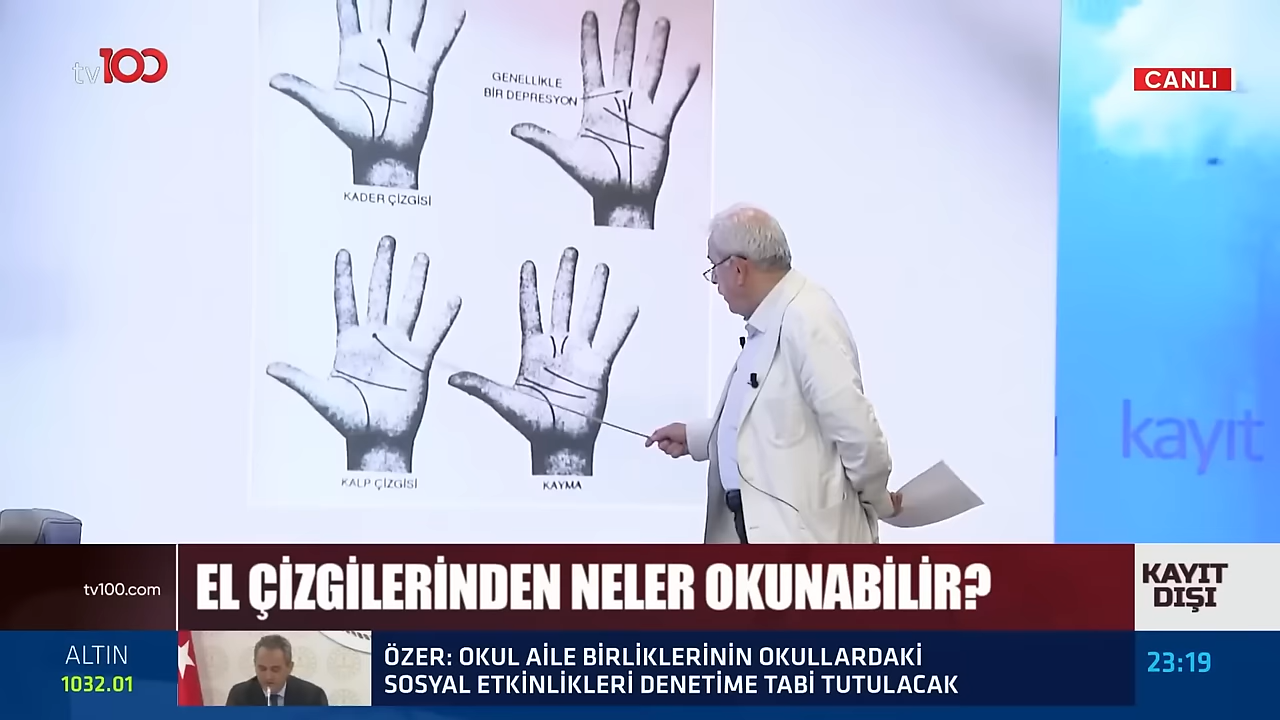 tv100
CANLI
GENELLIKLE
BİR DEPRESYON
KADER ÇİZGİSİ
KALP ÇİZGİSİ
KAYMA
kayıt
tv100.com
EL ÇİZGİLERİNDEN NELER OKUNABİLİR?
KAYIT
DIŞI
ALTIN
1032.01
ÖZER: OKUL AİLE BİRLİKLERİNİN OKULLARDAKİ
SOSYAL ETKİNLİKLERİ DENETİME TABİ TUTULACAK
23:19